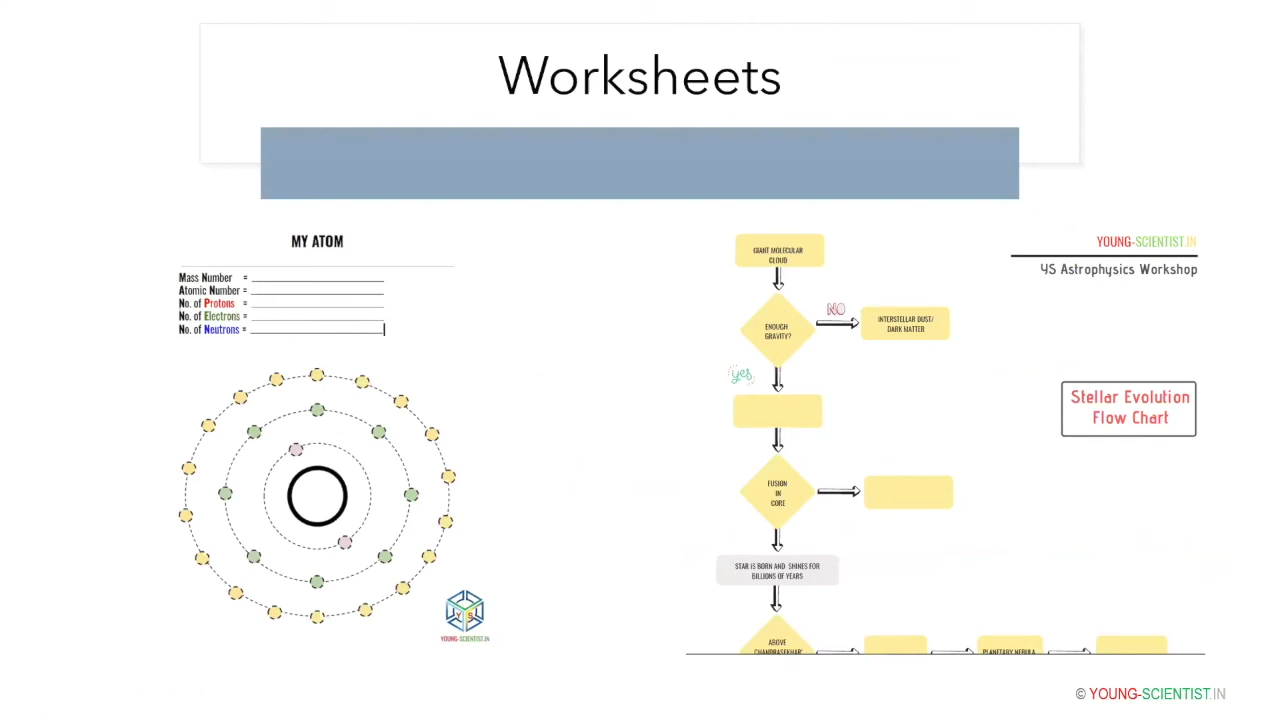 Worksheets
MY ATOM
Mass Number =
Atomic Number =
No. of Protons =
No. of Electrons =
No. of Neutrons =
YOUNG-SCIENTIST.IN
GIANT MOLECULAR
CLOUD
ENOUGH
GRAVITY?
NO
INTERSTELLAR DUST/
DARK MATTER
yes
FUSION
IN
CORE
STAR IS BORN AND SHINES FOR
BILLIONS OF YEARS
ABOVE
CHANDRASEKHAR'
PLANETARY NEBULA
YOUNG-SCIENTIST.IN
YS Astrophysics Workshop
Stellar Evolution
Flow Chart
Y S
© YOUNG-SCIENTIST.IN